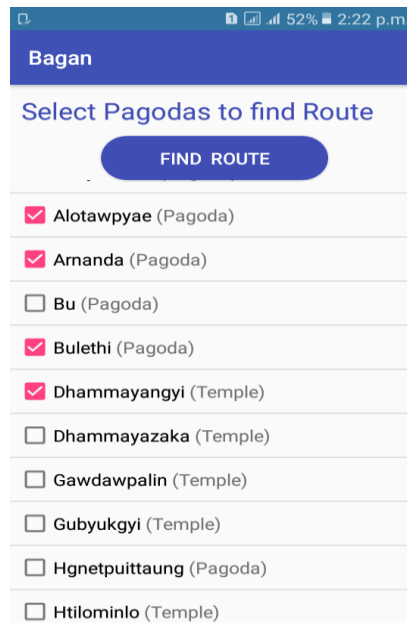 52% 2:22 p.m.
Bagan
Select Pagodas to find Route
FIND ROUTE
Alotawpyae (Pagoda)
Arnanda (Pagoda)
Bu (Pagoda)
Bulethi (Pagoda)
Dhammayangyi (Temple)
Dhammayazaka (Temple)
Gawdawpalin (Temple)
Gubyukgyi (Temple)
Hgnetpuittaung (Pagoda)
Htilominlo (Temple)